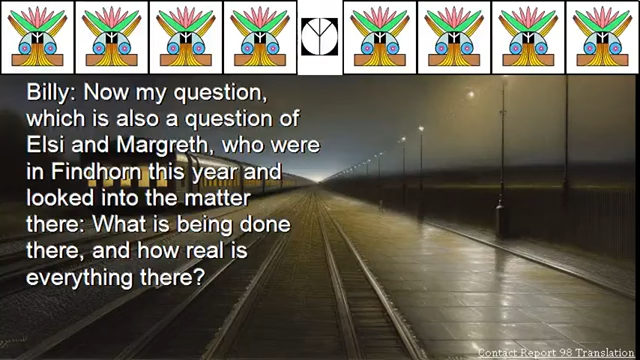 Billy: Now my question,
which is also a question of
Elsi and Margreth, who were
in Findhorn this year and
looked into the matter
there: What is being done
there, and how real is
everything there?
Contact Report 98 Translation